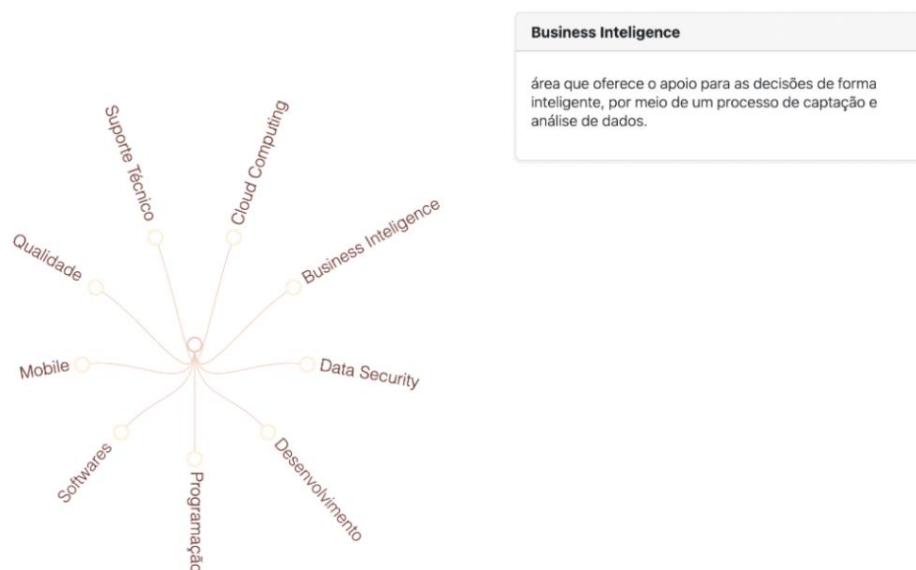 Business Inteligence
área que oferece o apoio para as decisões de forma
inteligente, por meio de um processo de captação e
análise de dados.
Suporte Técnico
Cloud Computing
Qualidade
Business Inteligence
Mobile
Data Security
Softwares
Programação
Desenvolvimento